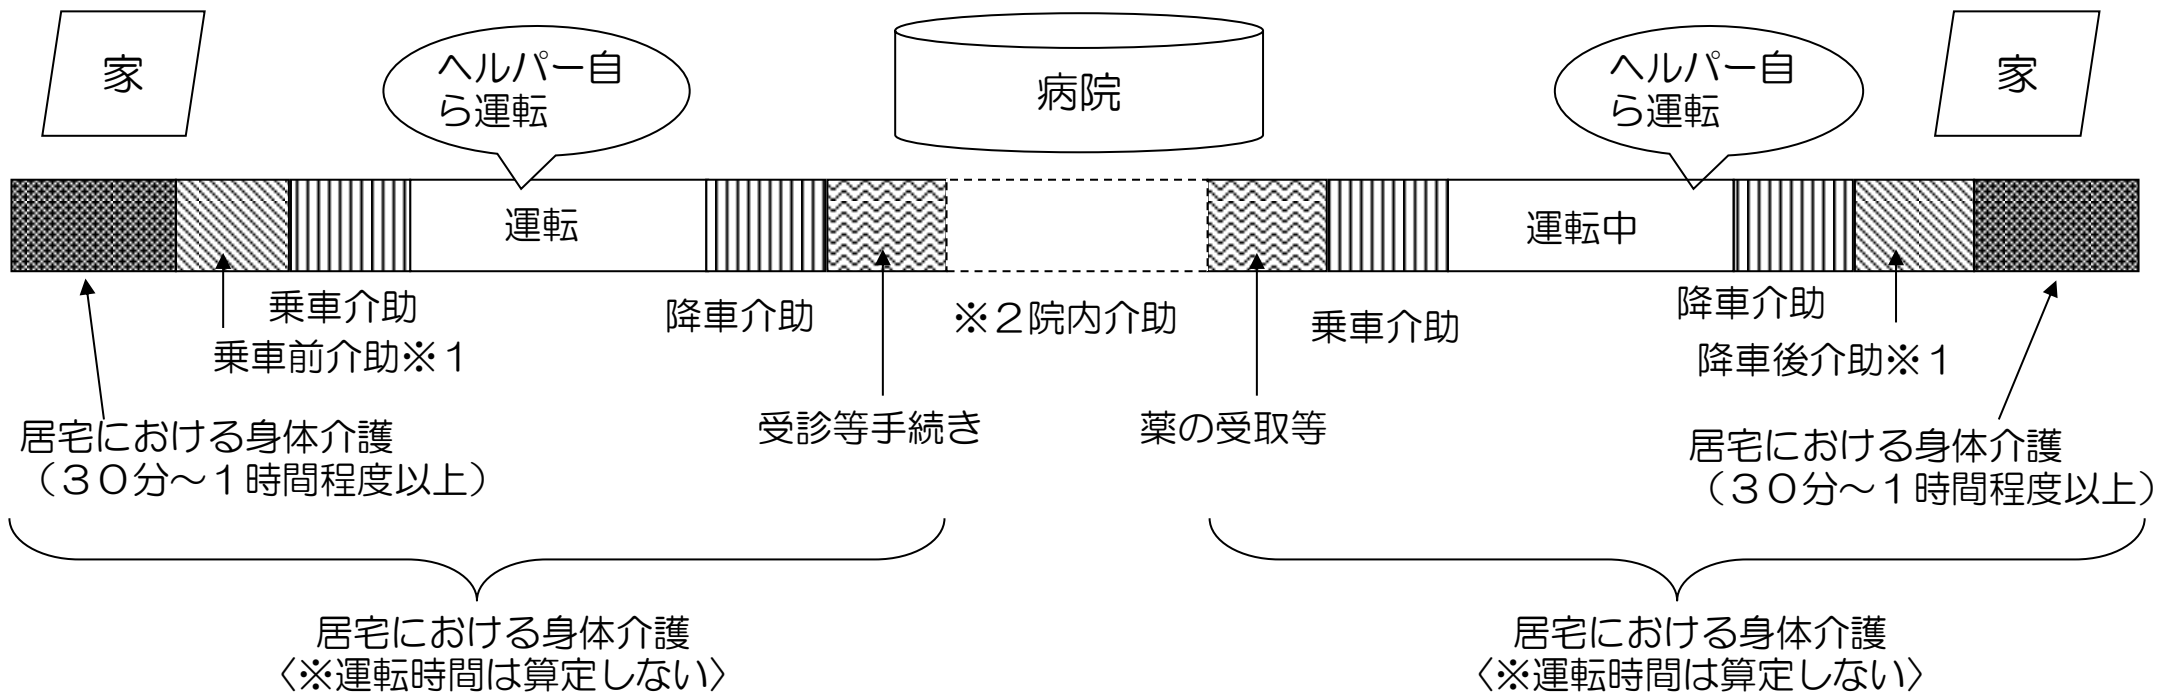 家
ヘルパー自
ら運転
病院
ヘルパー自
ら運転
家
運転
運転中
乗車介助
降車介助
※２院内介助
乗車介助
降車介助
乗車前介助※１
降車後介助※１
受診等手続き
薬の受取等
居宅における身体介護
（３０分～１時間程度以上）
居宅における身体介護
（３０分～１時間程度以上）
居宅における身体介護
〈※運転時間は算定しない〉
居宅における身体介護
〈※運転時間は算定しない〉